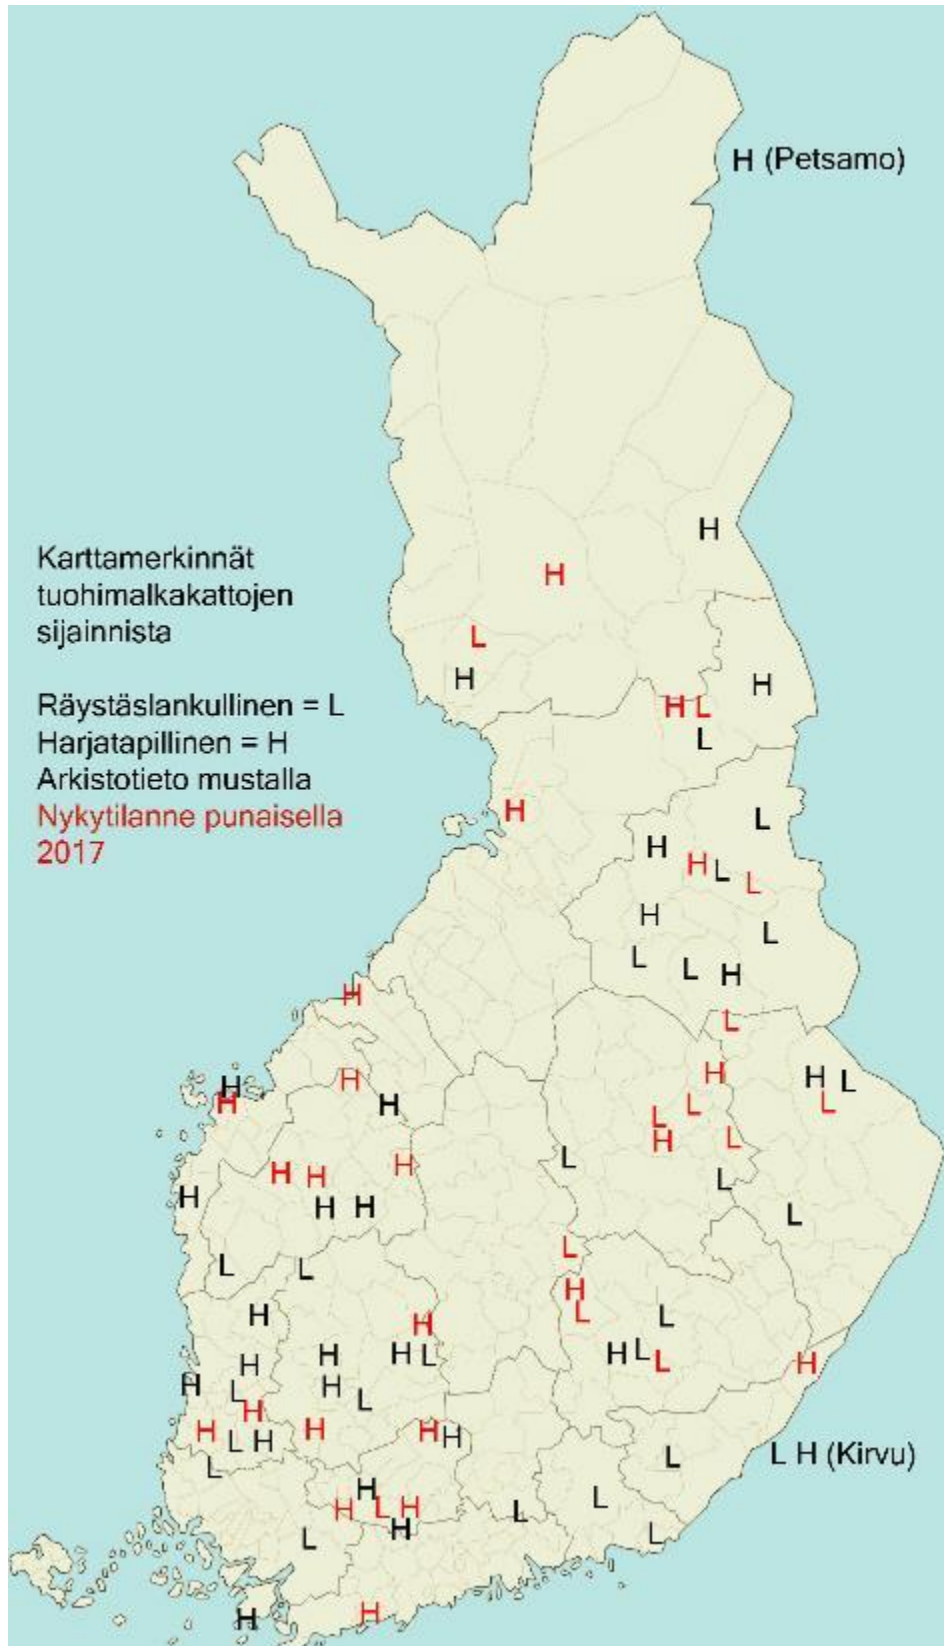 H (Petsamo)
Karttamerkinnät
tuohimalkakattojen
sijainnista
Räystäslankullinen = L
Harjatapillinen = H
Arkistotieto mustalla
Nykytilanne punaisella
2017
H
H
L
H H
H L
L
H L
H
H L L
H
L
L L H
H
L
H H H L
H
H H L L L
H L
H H H L L
H H H L
L L L
H
H H L L
H H H L H L L H
H L H L
H
H L H H H H
L L L H (Kirvu)
H L
H L H L
L H L
H H